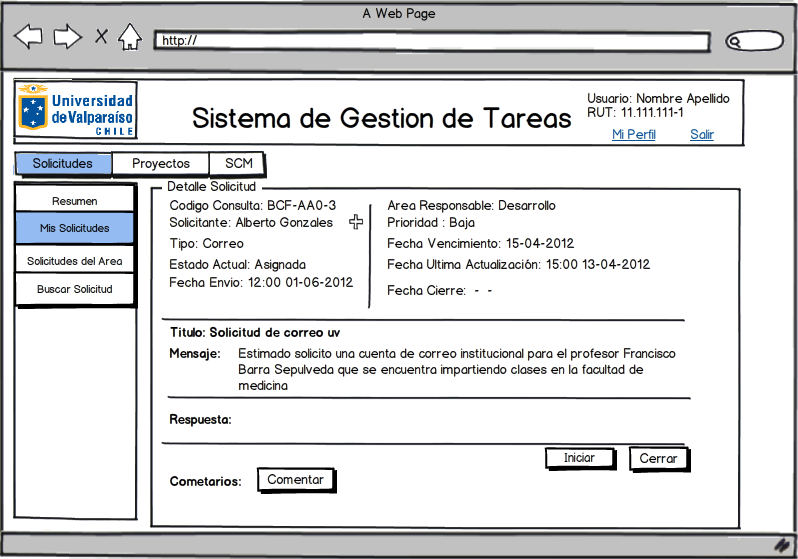 A Web Page
http://
Universidad
de Valparaíso
CHILE
Sistema de Gestion de Tareas
Usuario: Nombre Apellido
RUT: 11.111.111-1
Mi Perfil Salir
Solicitudes Proyectos SCM
Resumen
Mis Solicitudes
Solicitudes del Area
Buscar Solicitud
Detalle Solicitud
Codigo Consulta: BCF-AA0-3
Solicitante: Alberto Gonzales
Tipo: Correo
Estado Actual: Asignada
Fecha Envio: 12:00 01-06-2012
Area Responsable: Desarrollo
Prioridad : Baja
Fecha Vencimiento: 15-04-2012
Fecha Ultima Actualización: 15:00 13-04-2012
Fecha Cierre: - -
Titulo: Solicitud de correo uv
Mensaje: Estimado solicito una cuenta de correo institucional para el profesor Francisco
Barra Sepulveda que se encuentra impartiendo clases en la facultad de
medicina
Respuesta:
Iniciar Cerrar
Cometarios: Comentar